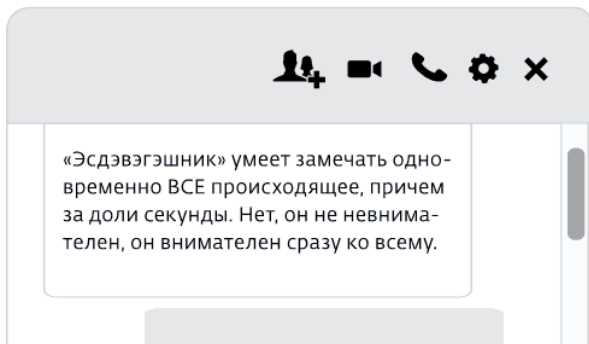 «Эсдэвэгэшник» умеет замечать одно-
временно ВСЕ происходящее, причем
за доли секунды. Нет, он не невнима-
телен, он внимателен сразу ко всему.